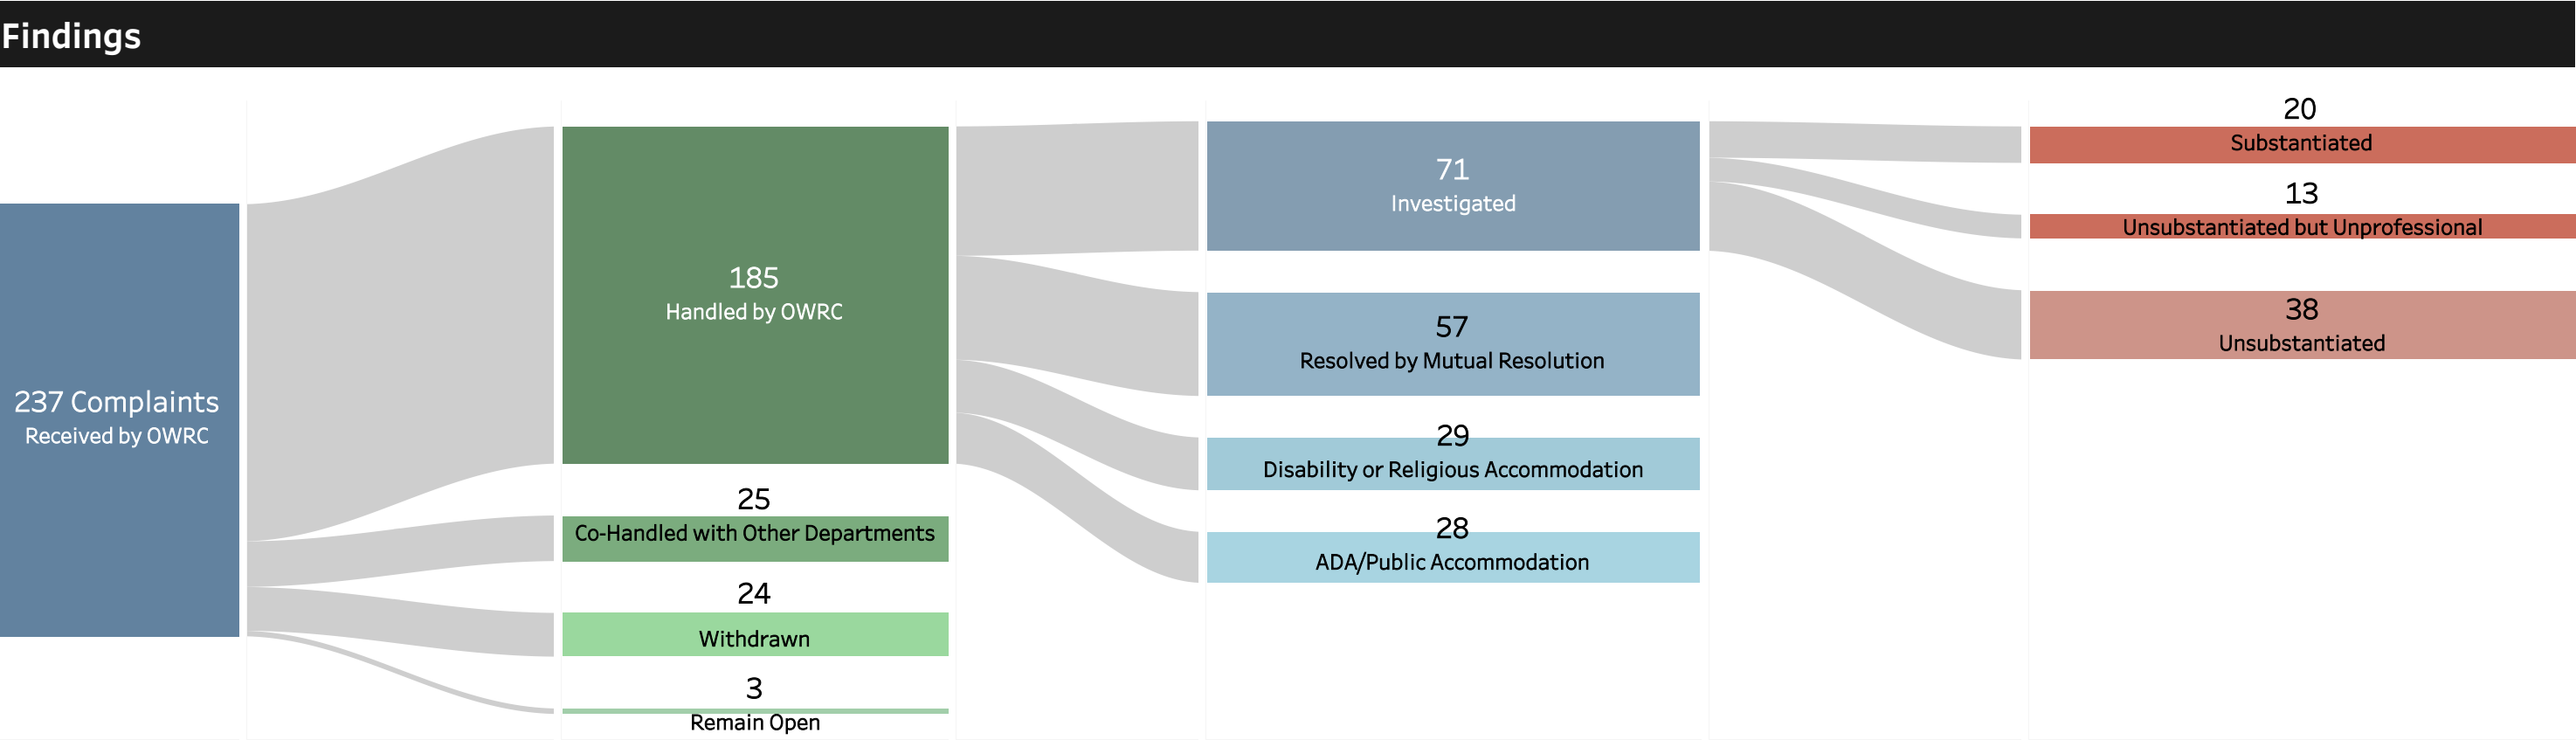 Findings
237 Complaints
Received by OWRC
185
Handled by OWRC
25
Co-Handled with Other Departments
24
Withdrawn
3
Remain Open
71
Investigated
57
Resolved by Mutual Resolution
29
Disability or Religious Accommodation
28
ADA/Public Accommodation
20
Substantiated
13
Unsubstantiated but Unprofessional
38
Unsubstantiated